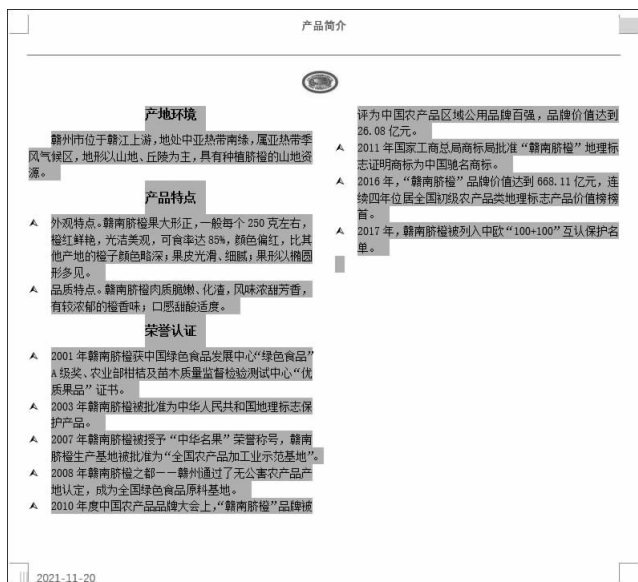 产品简介
产地环境
赣州市位于赣江上游,地处中亚热带南缘,属亚热带季
风气候区,地形以山地、丘陵为主,具有种植脐橙的山地资
源。
产品特点
外观特点。赣南脐橙果大形正,一般每个 250 克左右,
橙红鲜艳,光洁美观,可食率达 85%,颜色偏红,比其
他产地的橙子颜色略深;果皮光滑、细腻;果形以椭圆
形多见。
品质特点。赣南脐橙肉质脆嫩、化渣,风味浓甜芳香,
有较浓郁的橙香味;口感甜酸适度。
荣誉认证
2001 年赣南脐橙获中国绿色食品发展中心“绿色食品”
A 级奖、农业部柑桔及苗木质量监督检验测试中心“优
质果品”证书。
2003 年赣南脐橙被批准为中华人民共和国地理标志保
护产品。
2007 年赣南脐橙被授予“中华名果”荣誉称号,赣南
脐橙生产基地被批准为“全国农产品加工业示范基地”。
2008 年赣南脐橙之都——赣州通过了无公害农产品产
地认定,成为全国绿色食品原料基地。
2010 年度中国农产品品牌大会上,“赣南脐橙”品牌被
评为中国农产品区域公用品牌百强,品牌价值达到
26.08 亿元。
2011 年国家工商总局商标局批准“赣南脐橙”地理标
志证明商标为中国驰名商标。
2016 年,“赣南脐橙”品牌价值达到 668.11 亿元,连
续四年位居全国初级农产品类地理标志产品价值榜榜
首。
2017 年,赣南脐橙被列入中欧“100+100”互认保护名
单。
2021-11-20